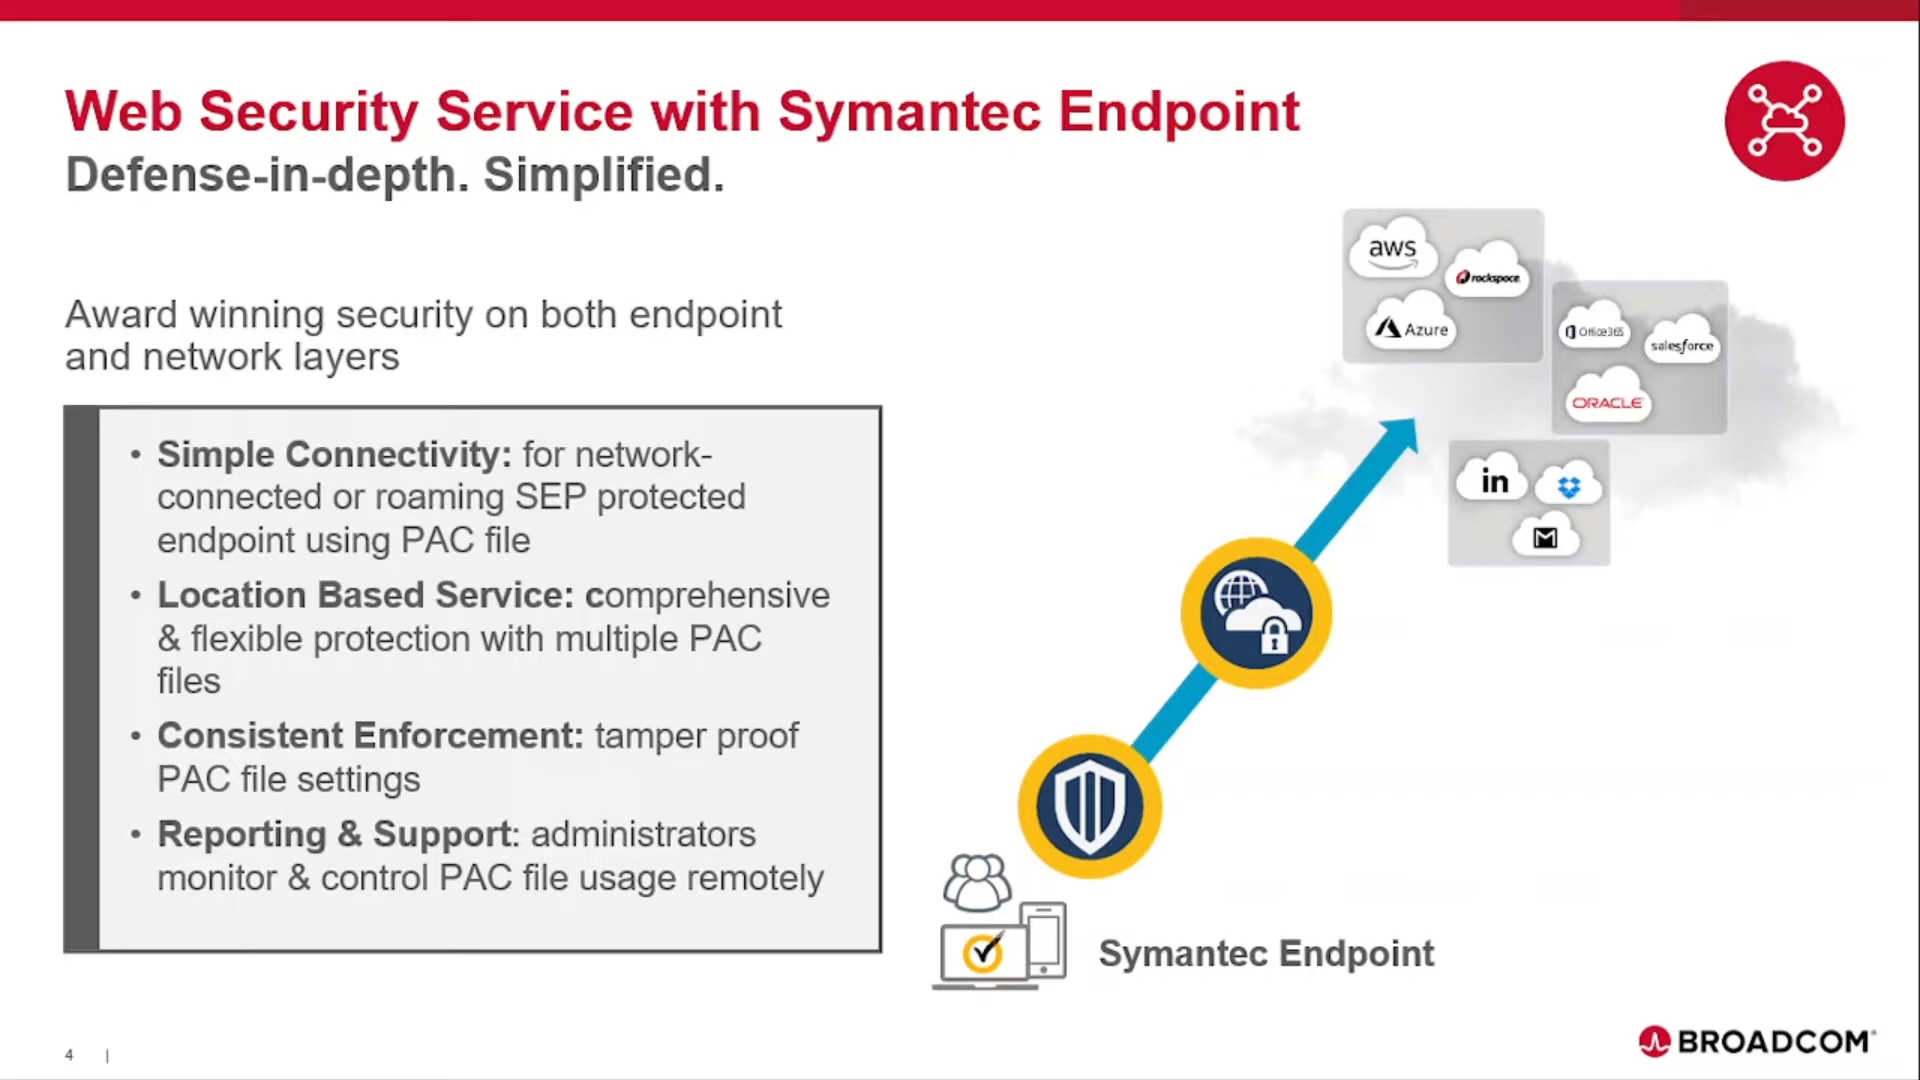 Web Security Service with Symantec Endpoint
Defense-in-depth. Simplified.
Award winning security on both endpoint
and network layers
• Simple Connectivity: for network-
connected or roaming SEP protected
endpoint using PAC file
• Location Based Service: comprehensive
& flexible protection with multiple PAC
files
• Consistent Enforcement: tamper proof
PAC file settings
• Reporting & Support: administrators
monitor & control PAC file usage remotely
aws
rackspace
Azure
Office365
salesforce
ORACLE
in
M
Symantec Endpoint
4 |
BROADCOM